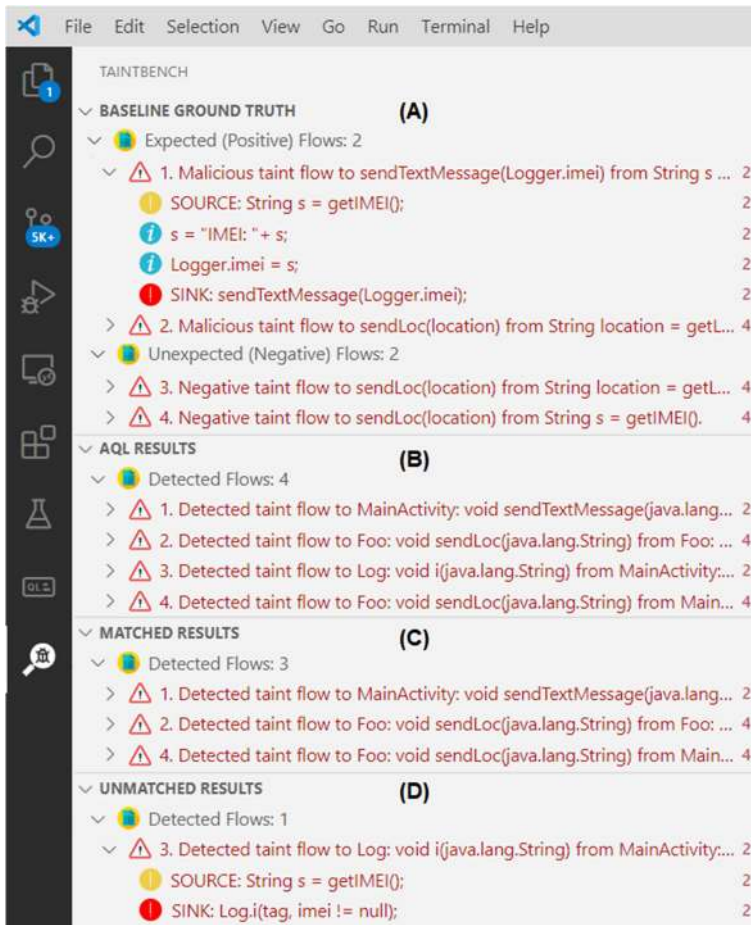 File Edit Selection View Go Run Terminal Help
TAINTBENCH
BASELINE GROUND TRUTH (A)
Expected (Positive) Flows: 2
1. Malicious taint flow to sendTextMessage(Logger.imei) from String s ... 2
SOURCE: String s = getIMEI(); 2
s = "IMEI: "+ s; 2
Logger.imei = s; 2
SINK: sendTextMessage(Logger.imei); 2
2. Malicious taint flow to sendLoc(location) from String location = getL... 4
Unexpected (Negative) Flows: 2
3. Negative taint flow to sendLoc(location) from String location = getL... 4
4. Negative taint flow to sendLoc(location) from String s = getIMEI(). 4
AQL RESULTS (B)
Detected Flows: 4
1. Detected taint flow to MainActivity: void sendTextMessage(java.lang... 2
2. Detected taint flow to Foo: void sendLoc(java.lang.String) from Foo: ... 4
3. Detected taint flow to Log: void i(java.lang.String) from MainActivity:... 2
4. Detected taint flow to Foo: void sendLoc(java.lang.String) from Main... 4
MATCHED RESULTS (C)
Detected Flows: 3
1. Detected taint flow to MainActivity: void sendTextMessage(java.lang... 2
2. Detected taint flow to Foo: void sendLoc(java.lang.String) from Foo: ... 4
4. Detected taint flow to Foo: void sendLoc(java.lang.String) from Main... 4
UNMATCHED RESULTS (D)
Detected Flows: 1
3. Detected taint flow to Log: void i(java.lang.String) from MainActivity:... 2
SOURCE: String s = getIMEI(); 2
SINK: Log.i(tag, imei != null); 2
1
5K+
QL